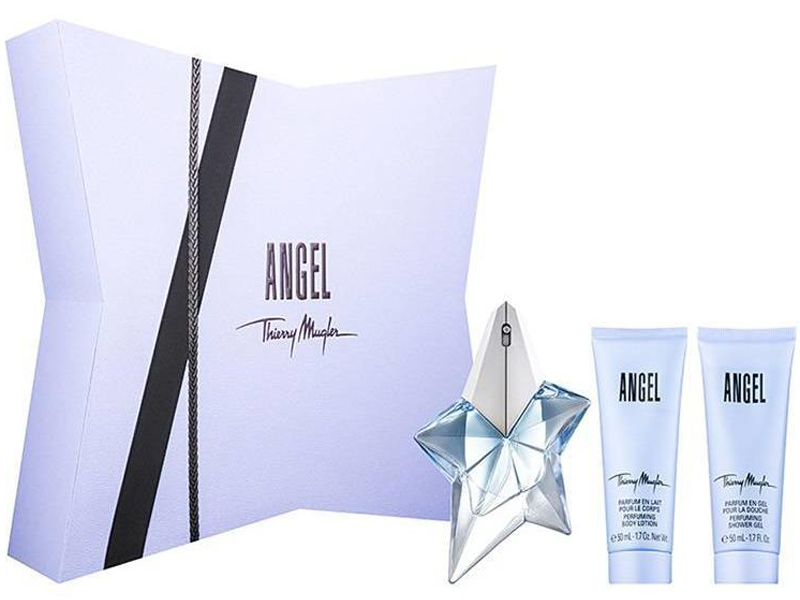 ANGEL
Thierry Mugler
ANGEL
Thierry Mugler
PARFUM EN LAIT
POUR LE CORPS
PERFUMING
BODY LOTION
℮ 50 mL - 1.7 Oz. Net Wt.
ANGEL
Thierry Mugler
PARFUM EN GEL
POUR LA DOUCHE
PERFUMING
SHOWER GEL
℮ 50 mL - 1.7 Fl. Oz.